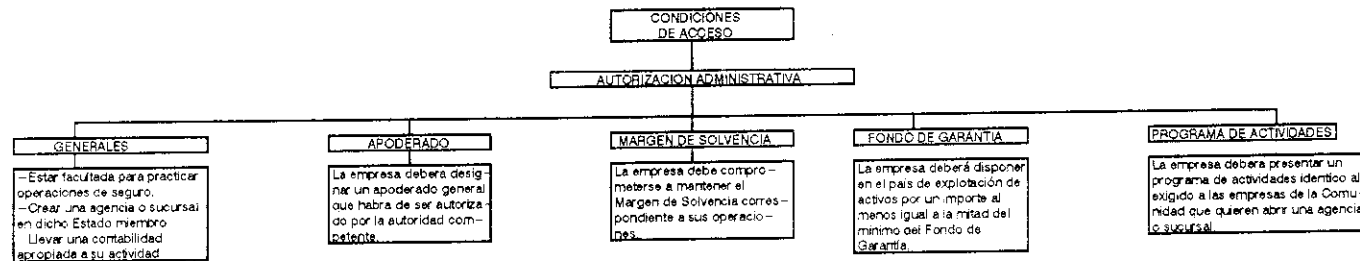 CONDICIONES
DE ACCESO
AUTORIZACION ADMINISTRATIVA
GENERALES
—Estar facultada para practicar
operaciones de seguro.
—Crear una agencia o sucursal
en dicho Estado miembro
Llevar una contabilidad
apropiada a su actividad
APODERADO
La empresa debera desig—
nar un apoderado general
que habra de ser autoriza—
do por la autoridad com—
petente.
MARGEN DE SOLVENCIA
La empresa debe compro—
meterse a mantener el
Margen de Solvencia corres—
pondiente a sus operacio—
nes.
FONDO DE GARANTIA
La empresa deberá disponer
en el país de explotación de
activos por un importe al
menos igual a la mitad del
mínimo del Fondo de
Garantía.
PROGRAMA DE ACTIVIDADES
La empresa debera presentar un
programa de actividades identico al
exigido a las empresas de la Comu—
nidad que quieren abrir una agencia
o sucursal.